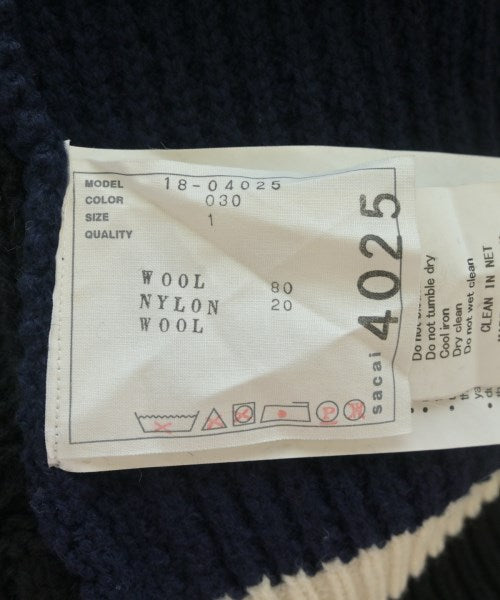 MODEL 18-04025
COLOR 030
SIZE 1
QUALITY
WOOL 80
NYLON 20
WOOL
P
sacai 4025
Do not tumble dry
Cool iron
Dry clean
Do not wet clean
CLEAN IN NET